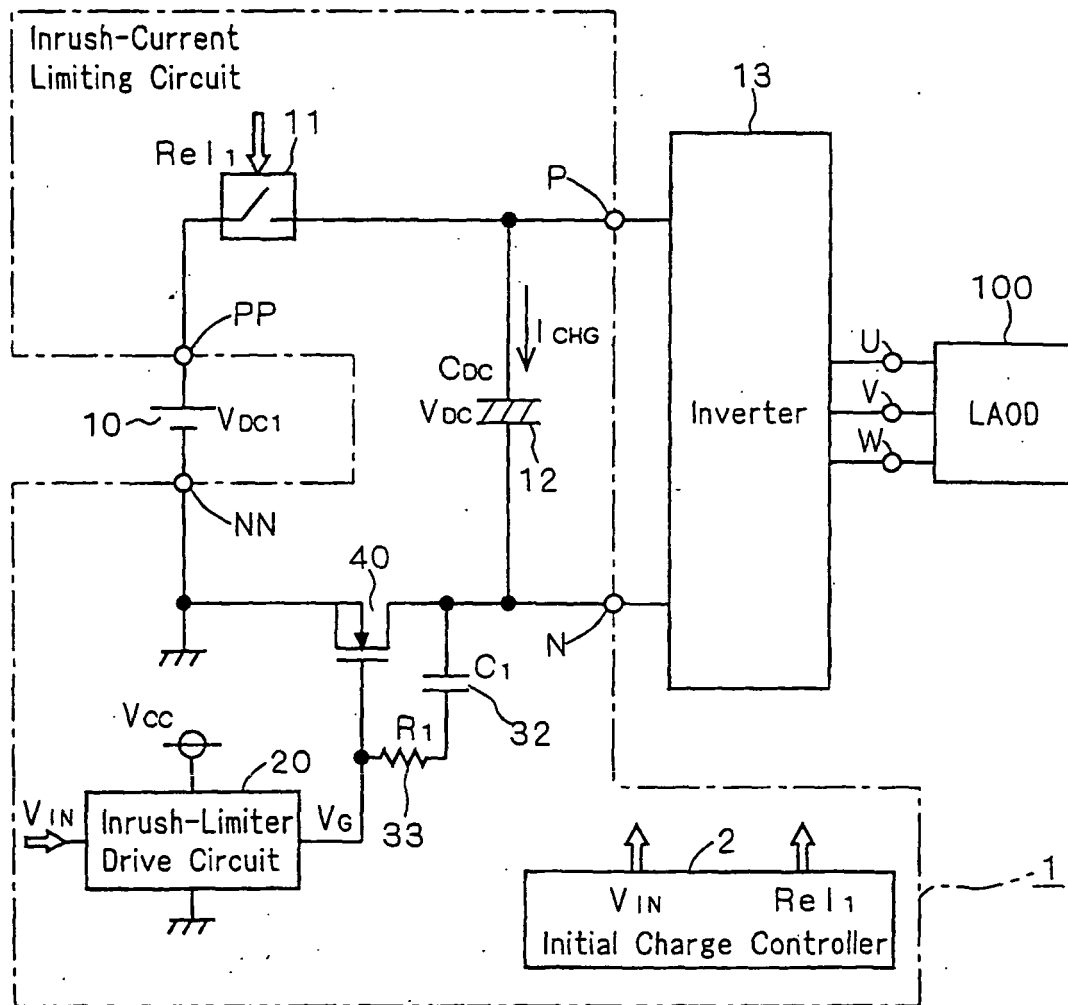 Inrush-Current
Limiting Circuit
13
11
Rel1
P
100
PP
ICHG
U
CDC
V
Inverter
LAOD
10
VDC1
VDC
W
12
NN
40
N
C1
VCC
R1
32
20
VIN
Inrush-Limiter
Drive Circuit
VG
33
2
1
VIN
Rel1
Initial Charge Controller